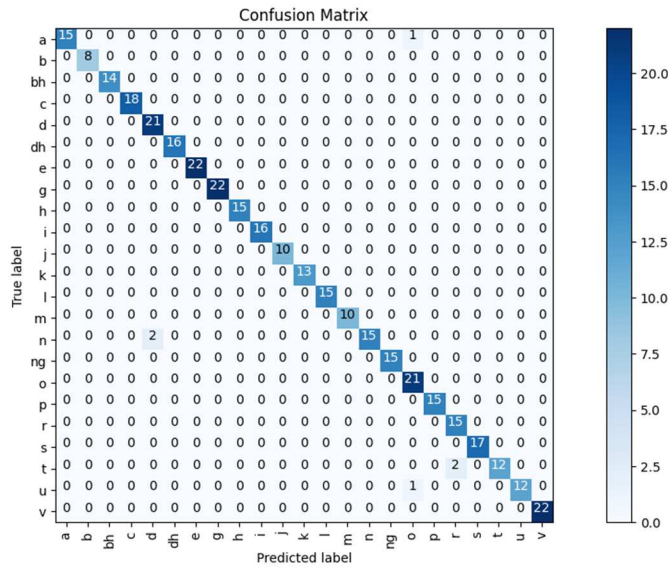 Confusion Matrix
a 15 0 0 0 0 0 0 0 0 0 0 0 0 0 0 0 1 0 0 0 0 0 0
b 0 8 0 0 0 0 0 0 0 0 0 0 0 0 0 0 0 0 0 0 0 0 0
bh 0 0 14 0 0 0 0 0 0 0 0 0 0 0 0 0 0 0 0 0 0 0 0
c 0 0 0 18 0 0 0 0 0 0 0 0 0 0 0 0 0 0 0 0 0 0 0
d 0 0 0 0 21 0 0 0 0 0 0 0 0 0 0 0 0 0 0 0 0 0 0
dh 0 0 0 0 0 16 0 0 0 0 0 0 0 0 0 0 0 0 0 0 0 0 0
e 0 0 0 0 0 0 22 0 0 0 0 0 0 0 0 0 0 0 0 0 0 0 0
g 0 0 0 0 0 0 0 22 0 0 0 0 0 0 0 0 0 0 0 0 0 0 0
h 0 0 0 0 0 0 0 0 15 0 0 0 0 0 0 0 0 0 0 0 0 0 0
i 0 0 0 0 0 0 0 0 0 16 0 0 0 0 0 0 0 0 0 0 0 0 0
j 0 0 0 0 0 0 0 0 0 0 10 0 0 0 0 0 0 0 0 0 0 0 0
k 0 0 0 0 0 0 0 0 0 0 0 13 0 0 0 0 0 0 0 0 0 0 0
l 0 0 0 0 0 0 0 0 0 0 0 0 15 0 0 0 0 0 0 0 0 0 0
m 0 0 0 0 0 0 0 0 0 0 0 0 0 10 0 0 0 0 0 0 0 0 0
n 0 0 0 0 2 0 0 0 0 0 0 0 0 0 15 0 0 0 0 0 0 0 0
ng 0 0 0 0 0 0 0 0 0 0 0 0 0 0 0 15 0 0 0 0 0 0 0
o 0 0 0 0 0 0 0 0 0 0 0 0 0 0 0 0 21 0 0 0 0 0 0
p 0 0 0 0 0 0 0 0 0 0 0 0 0 0 0 0 0 15 0 0 0 0 0
r 0 0 0 0 0 0 0 0 0 0 0 0 0 0 0 0 0 0 15 0 0 0 0
s 0 0 0 0 0 0 0 0 0 0 0 0 0 0 0 0 0 0 0 17 0 0 0
t 0 0 0 0 0 0 0 0 0 0 0 0 0 0 0 0 0 0 2 0 12 0 0
u 0 0 0 0 0 0 0 0 0 0 0 0 0 0 0 0 1 0 0 0 0 12 0
v 0 0 0 0 0 0 0 0 0 0 0 0 0 0 0 0 0 0 0 0 0 0 22
a b bh c d dh e g h i j k l m n ng o p r s t u v
Predicted label
True label
20.0
17.5
15.0
12.5
10.0
7.5
5.0
2.5
0.0